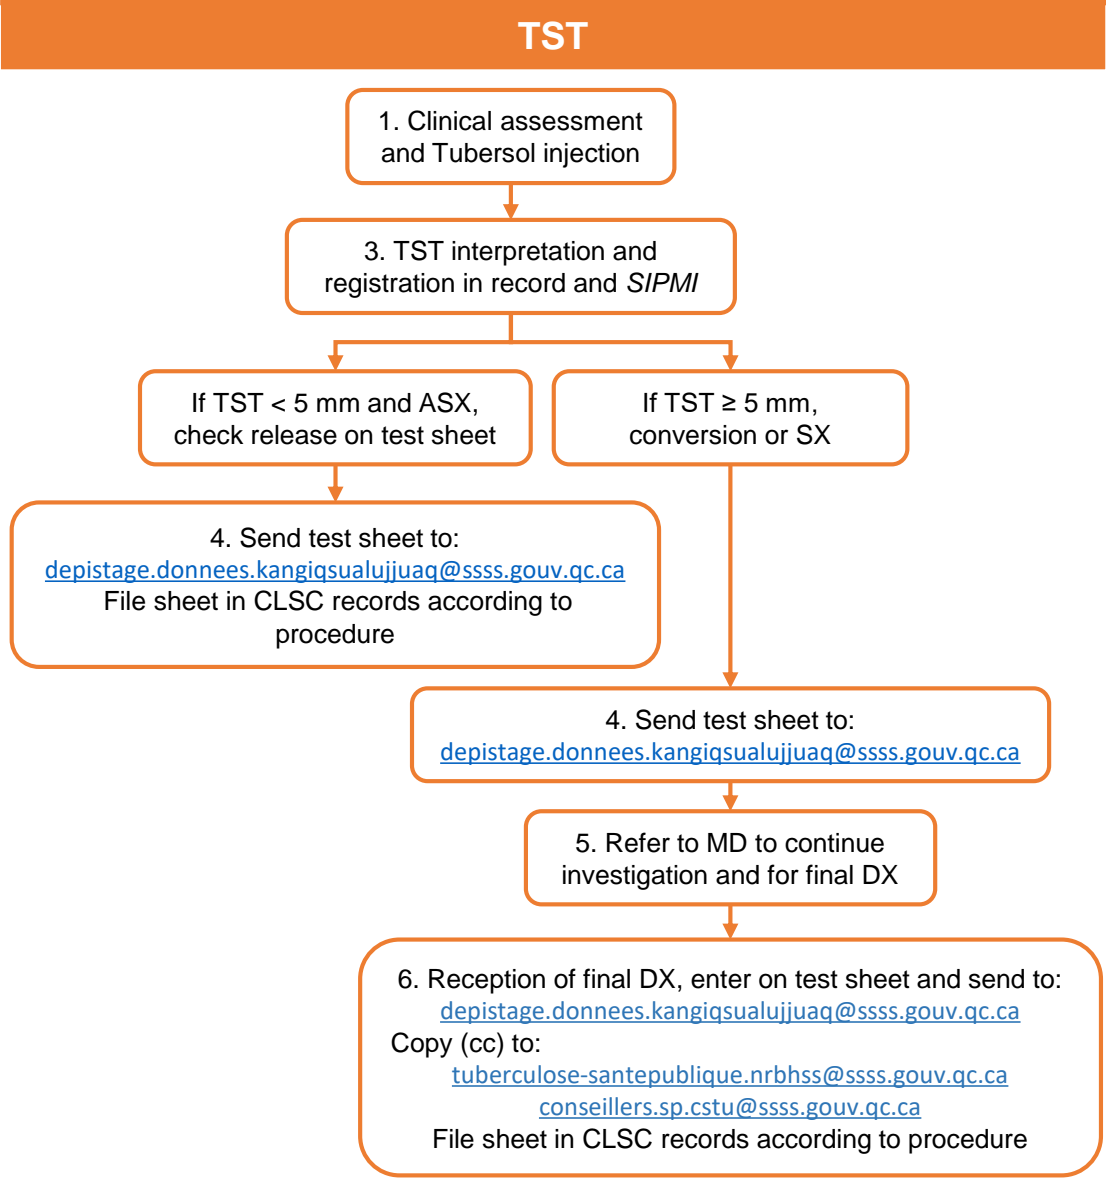 TST
1. Clinical assessment
and Tubersol injection
3. TST interpretation and
registration in record and SIPMI
If TST < 5 mm and ASX,
check release on test sheet
If TST ≥ 5 mm,
conversion or SX
4. Send test sheet to:
depistage.donnees.kangiqsualujjuaq@ssss.gouv.qc.ca
File sheet in CLSC records according to
procedure
4. Send test sheet to:
depistage.donnees.kangiqsualujjuaq@ssss.gouv.qc.ca
5. Refer to MD to continue
investigation and for final DX
6. Reception of final DX, enter on test sheet and send to:
depistage.donnees.kangiqsualujjuaq@ssss.gouv.qc.ca
Copy (cc) to:
tuberculose-santepublique.nrbhss@ssss.gouv.qc.ca
conseillers.sp.cstu@ssss.gouv.qc.ca
File sheet in CLSC records according to procedure